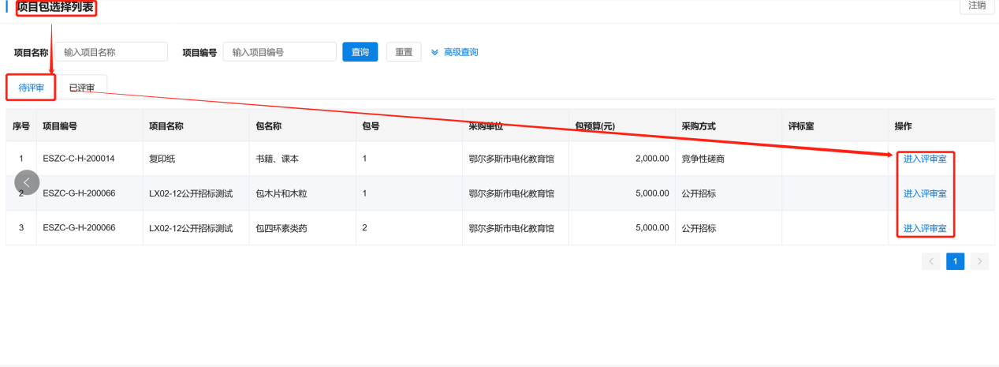 项目包选择列表 注销
项目名称 输入项目名称 项目编号 输入项目编号 查询 重置 高级查询
待评审 已评审
序号 项目编号 项目名称 包名称 包号 采购单位 包预算(元) 采购方式 评标室 操作
1 ESZC-C-H-200014 复印纸 书籍、课本 1 鄂尔多斯市电化教育馆 2,000.00 竞争性磋商 进入评审室
2 ESZC-G-H-200066 LX02-12公开招标测试 包木片和木粒 1 鄂尔多斯市电化教育馆 5,000.00 公开招标 进入评审室
3 ESZC-G-H-200066 LX02-12公开招标测试 包四环素类药 2 鄂尔多斯市电化教育馆 5,000.00 公开招标 进入评审室
< 1 >